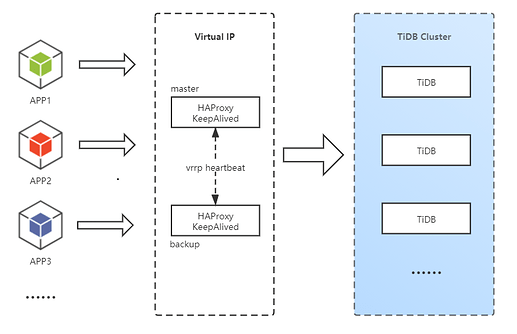 Virtual IP
TiDB Cluster
APP1
APP2
APP3
......
master
HAProxy
KeepAlived
vrrp heartbeat
HAProxy
KeepAlived
backup
TiDB
TiDB
TiDB
......